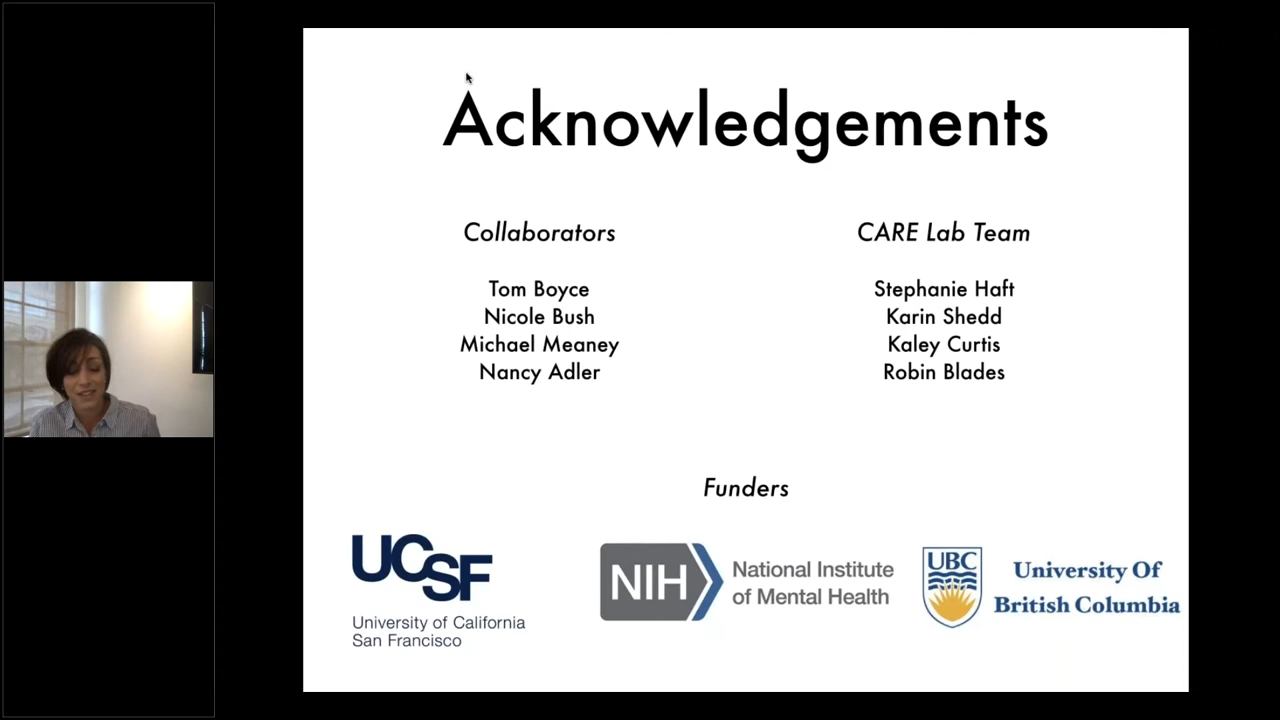 Acknowledgements
Collaborators
Tom Boyce
Nicole Bush
Michael Meaney
Nancy Adler
CARE Lab Team
Stephanie Haft
Karin Shedd
Kaley Curtis
Robin Blades
Funders
UCSF
University of California
San Francisco
NIH
National Institute
of Mental Health
UBC
University Of
British Columbia